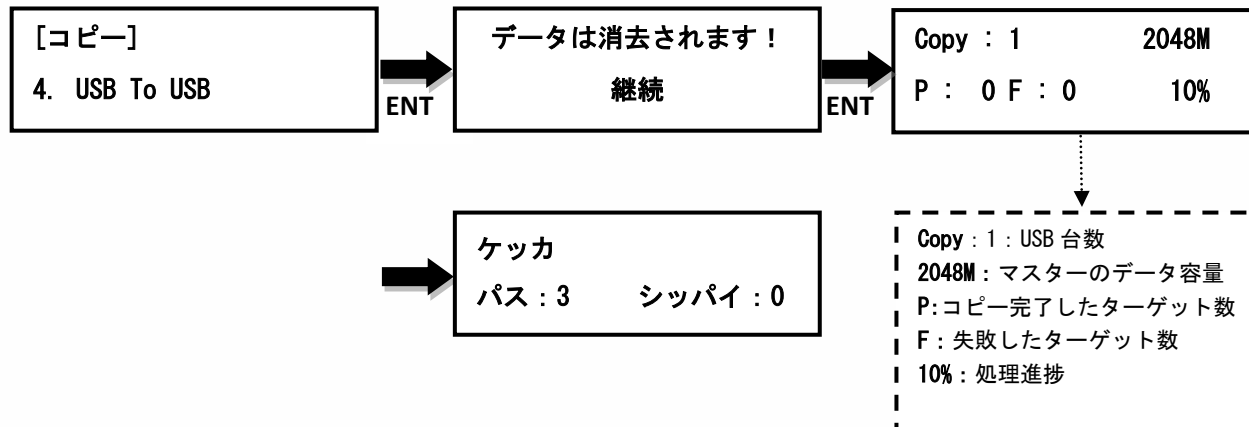 [コピー]
4. USB To USB
ENT
データは消去されます！
継続
ENT
Copy : 1 2048M
P : 0 F : 0 10%
ケッカ
パス：3 シッパイ：0
Copy：1：USB 台数
2048M：マスターのデータ容量
P:コピー完了したターゲット数
F：失敗したターゲット数
10%：処理進捗